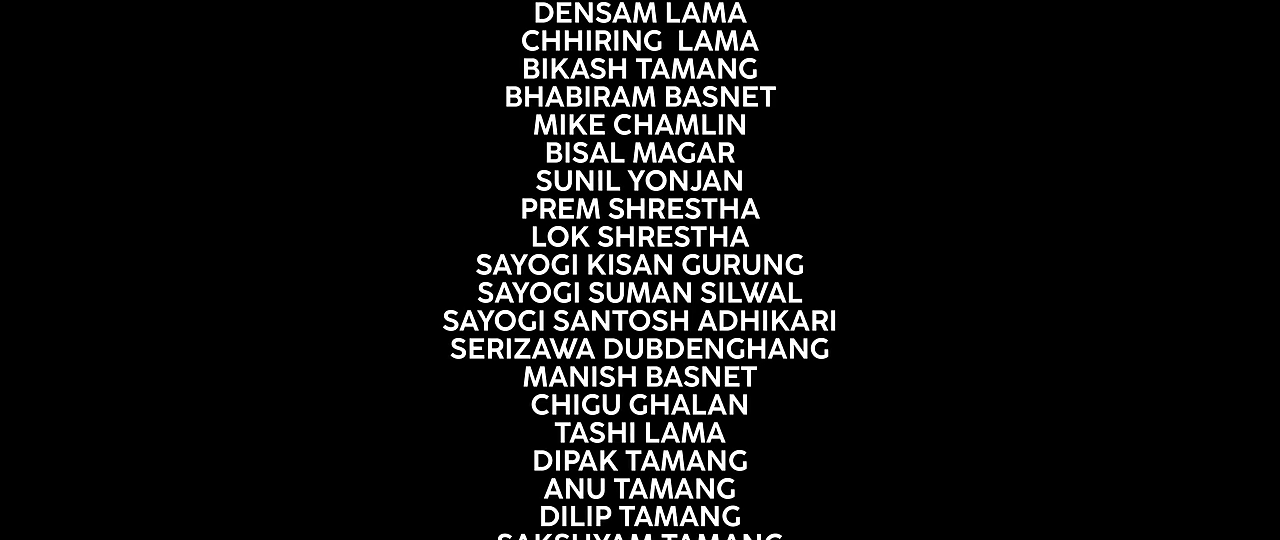 DENSAM LAMA
CHHIRING  LAMA
BIKASH TAMANG
BHABIRAM BASNET
MIKE CHAMLIN
BISAL MAGAR
SUNIL YONJAN
PREM SHRESTHA
LOK SHRESTHA
SAYOGI KISAN GURUNG
SAYOGI SUMAN SILWAL
SAYOGI SANTOSH ADHIKARI
SERIZAWA DUBDENGHANG
MANISH BASNET
CHIGU GHALAN
TASHI LAMA
DIPAK TAMANG
ANU TAMANG
DILIP TAMANG
SAKSHYAM TAMANG